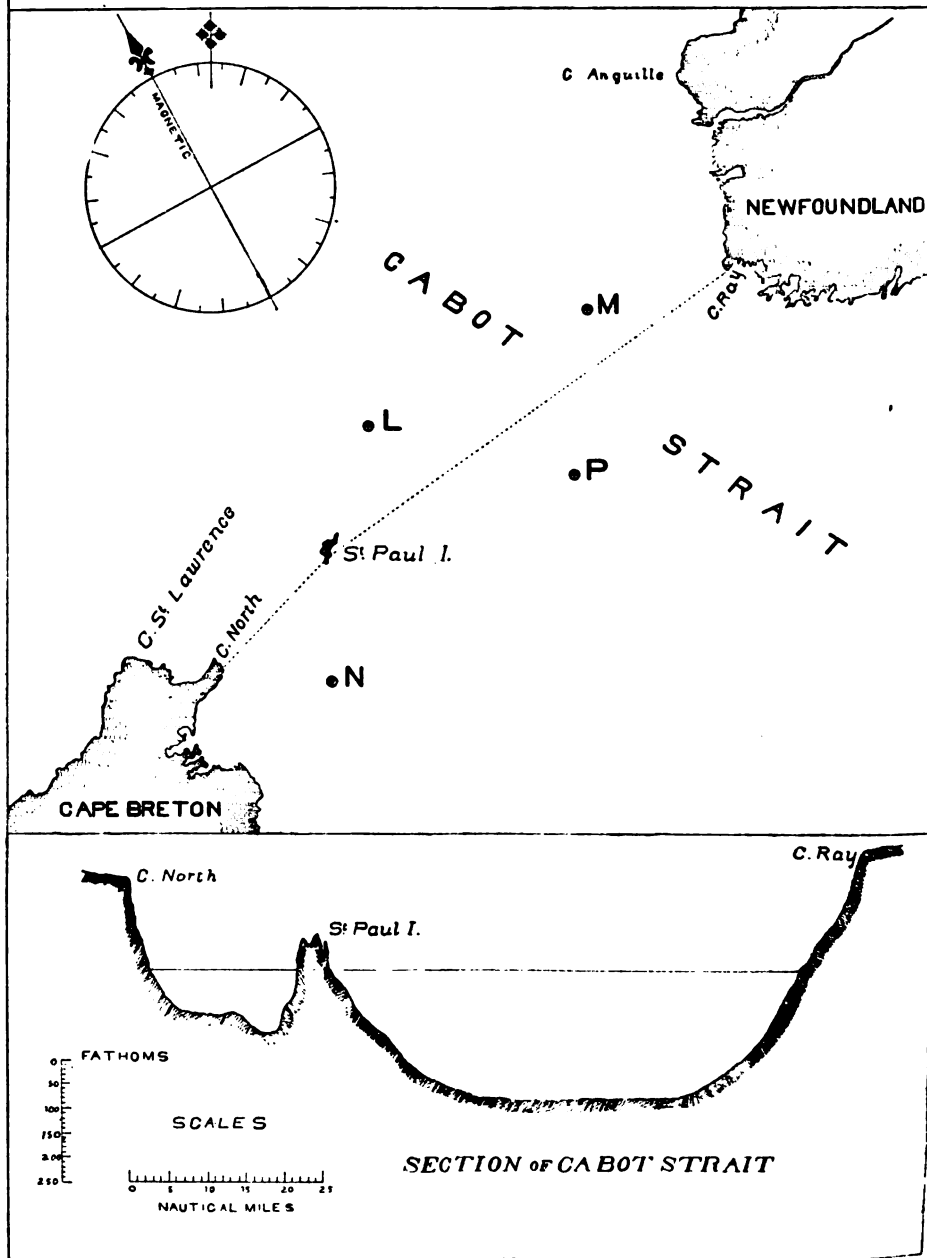 MAGNETIC
C Anguille
NEWFOUNDLAND
C. Ray
CABOT
M
L
STRAIT
P
St Paul I.
C. St Lawrence
C. North
N
CAPE BRETON
C. North
C. Ray
St Paul I.
FATHOMS
0
50
100
150
200
250
SCALES
0 5 10 15 20 25
NAUTICAL MILES
SECTION OF CABOT STRAIT